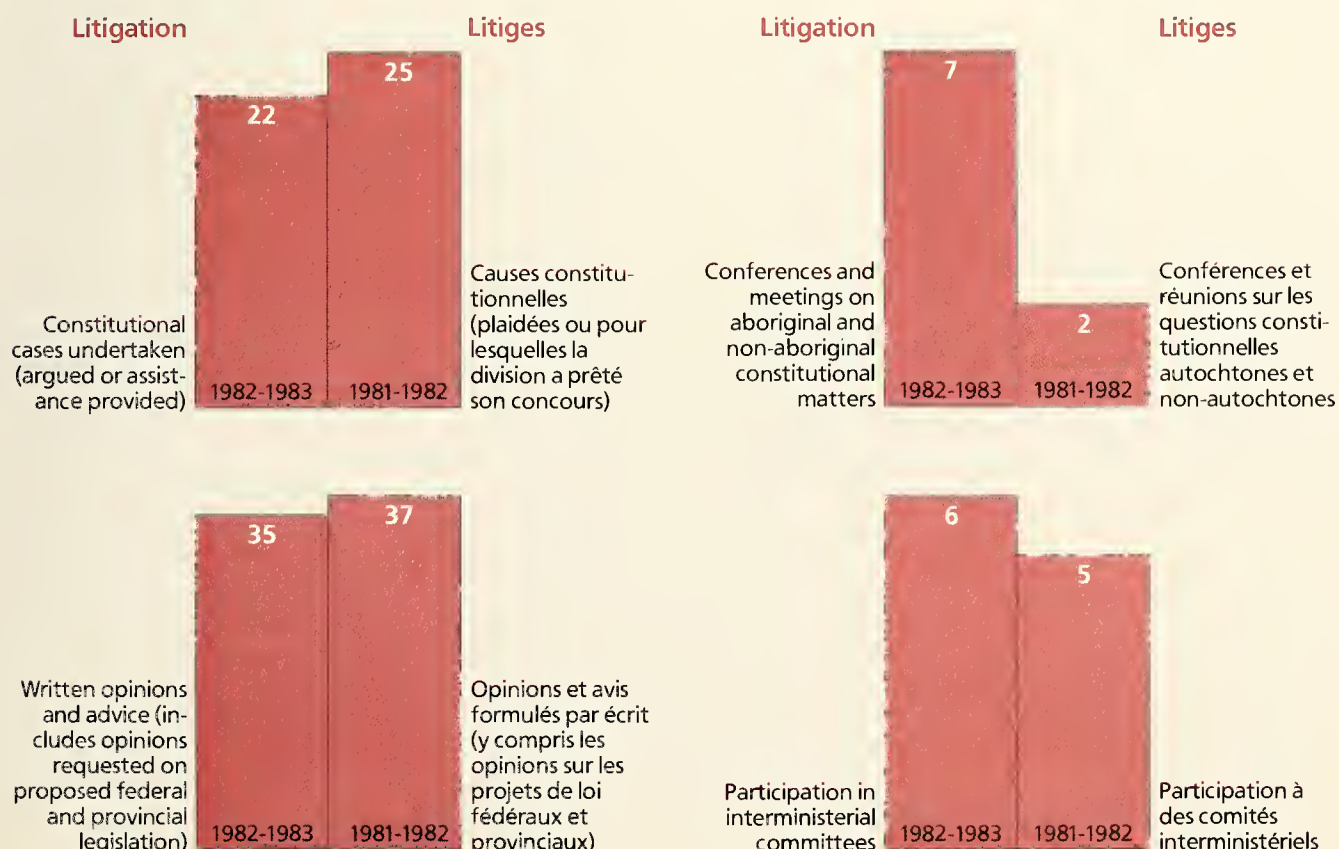 Litigation
Litiges
22
25
Constitutional
cases undertaken
(argued or assist-
ance provided)
1982-1983
1981-1982
Causes constitu-
tionnelles
(plaidées ou pour
lesquelles la
division a prêté
son concours)
Litigation
Litiges
7
2
Conferences and
meetings on
aboriginal and
non-aboriginal
constitutional
matters
1982-1983
1981-1982
Conférences et
réunions sur les
questions consti-
tutionnelles
autochtones et
non-autochtones
35
37
Written opinions
and advice (in-
cludes opinions
requested on
proposed federal
and provincial
legislation)
1982-1983
1981-1982
Opinions et avis
formulés par écrit
(y compris les
opinions sur les
projets de loi
fédéraux et
provinciaux)
6
5
Participation in
interministerial
committees
1982-1983
1981-1982
Participation à
des comités
interministériels